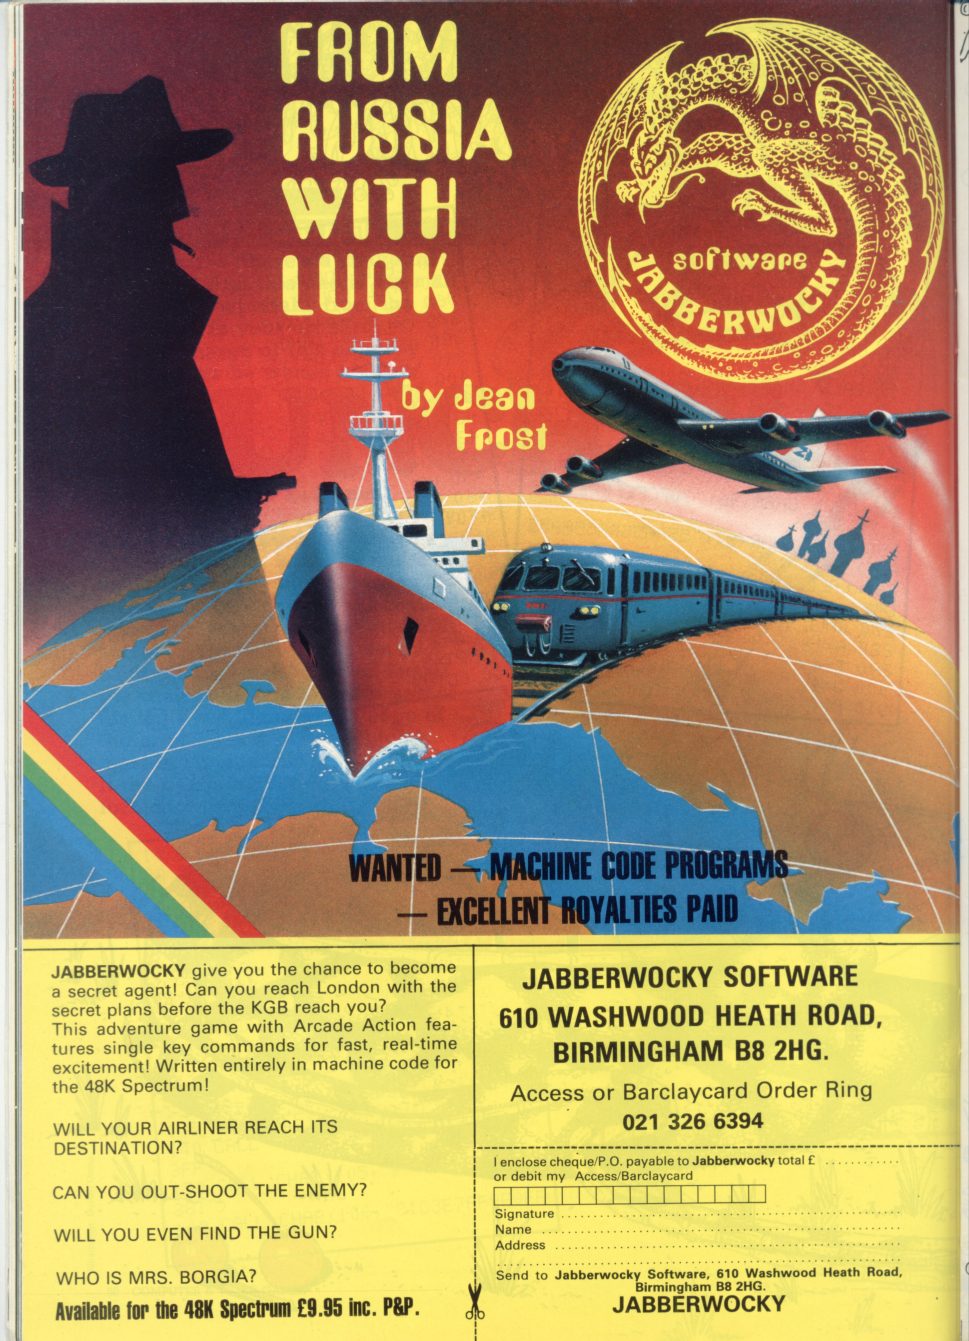 FROM
RUSSIA
WITH
LUCK
software
JABBERWOCKY
by Jean
Frost
WANTED — MACHINE CODE PROGRAMS
— EXCELLENT ROYALTIES PAID
JABBERWOCKY give you the chance to become
a secret agent! Can you reach London with the
secret plans before the KGB reach you?
This adventure game with Arcade Action fea-
tures single key commands for fast, real-time
excitement! Written entirely in machine code for
the 48K Spectrum!
WILL YOUR AIRLINER REACH ITS
DESTINATION?
CAN YOU OUT-SHOOT THE ENEMY?
WILL YOU EVEN FIND THE GUN?
WHO IS MRS. BORGIA?
Available for the 48K Spectrum £9.95 inc. P&P.
JABBERWOCKY SOFTWARE
610 WASHWOOD HEATH ROAD,
BIRMINGHAM B8 2HG.
Access or Barclaycard Order Ring
021 326 6394
I enclose cheque/P.O. payable to Jabberwocky total £ ............
or debit my Access/Barclaycard
Signature
Name
Address
Send to Jabberwocky Software, 610 Washwood Heath Road,
Birmingham B8 2HG.
JABBERWOCKY